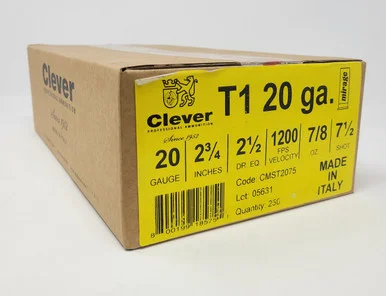 Clever
PROFESSIONAL AMMUNITION
Since 1952
T1 20 ga.
mirage
20 2¾ 2½ 1200 7/8 7½
GAUGE INCHES DR. EQ FPS VELOCITY OZ SHOT
Code: CMST2075
Lot: 05631
Quantity: 250
MADE IN
ITALY
Clever